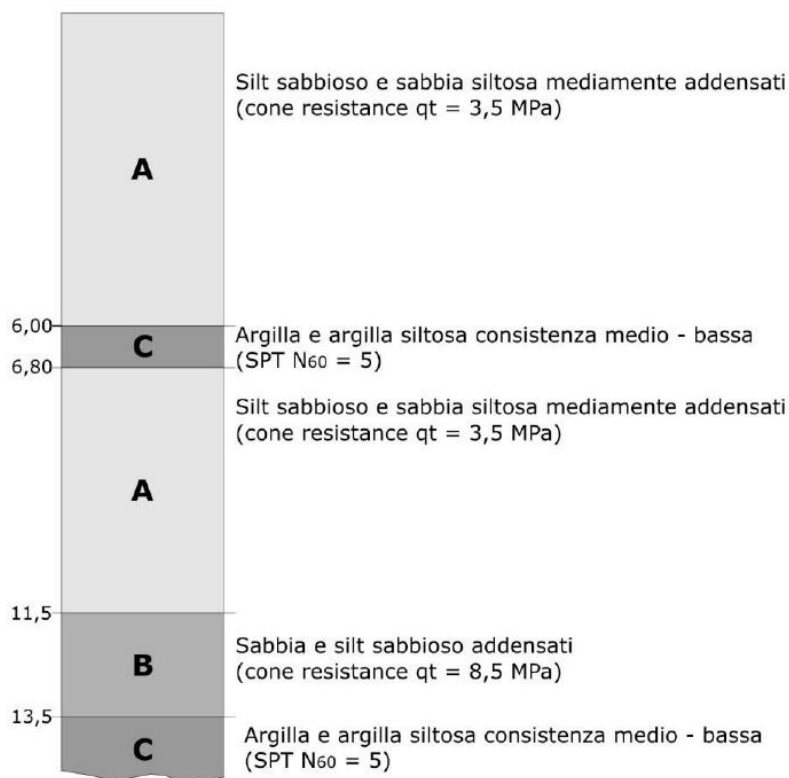 Silt sabbioso e sabbia siltosa mediamente addensati
(cone resistance qt = 3,5 MPa)
A
6,00
Argilla e argilla siltosa consistenza medio - bassa
C
(SPT N60 = 5)
6,80
Silt sabbioso e sabbia siltosa mediamente addensati
(cone resistance qt = 3,5 MPa)
A
11,5
Sabbia e silt sabbioso addensati
B
(cone resistance qt = 8,5 MPa)
13,5
Argilla e argilla siltosa consistenza medio - bassa
C
(SPT N60 = 5)